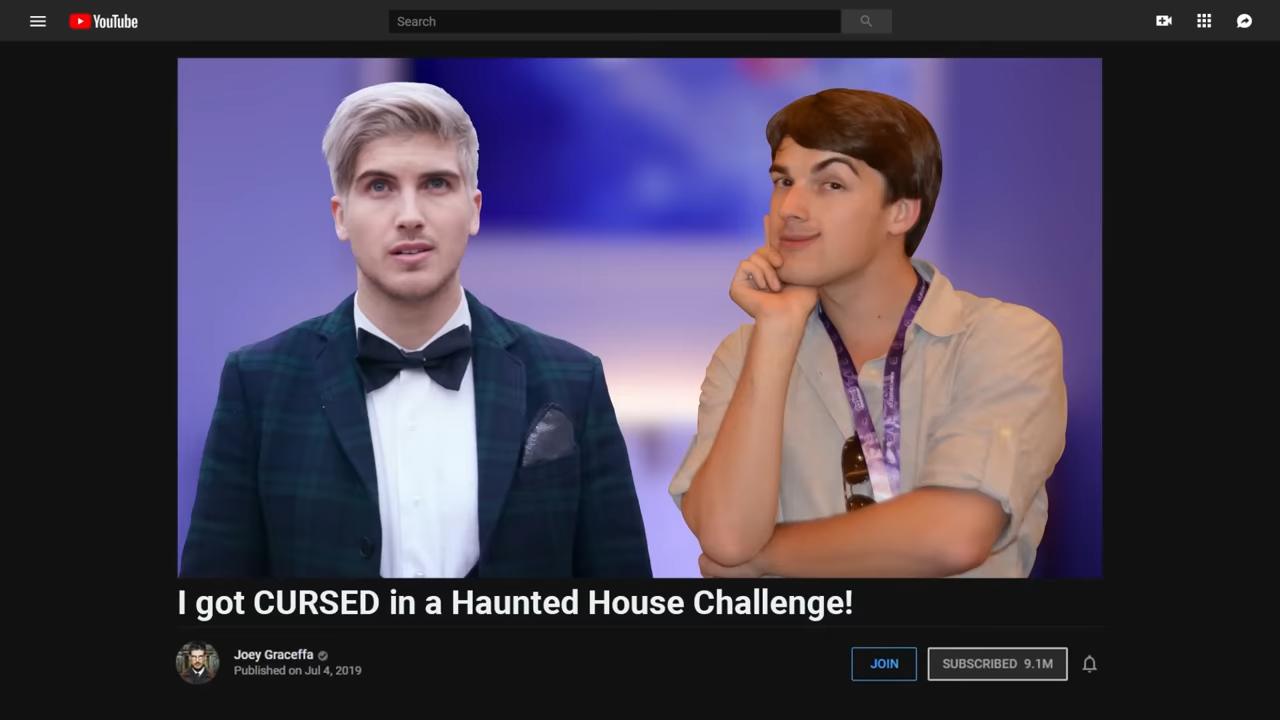 YouTube
Search
I got CURSED in a Haunted House Challenge!
Joey Graceffa
Published on Jul 4, 2019
JOIN
SUBSCRIBED 9.1M